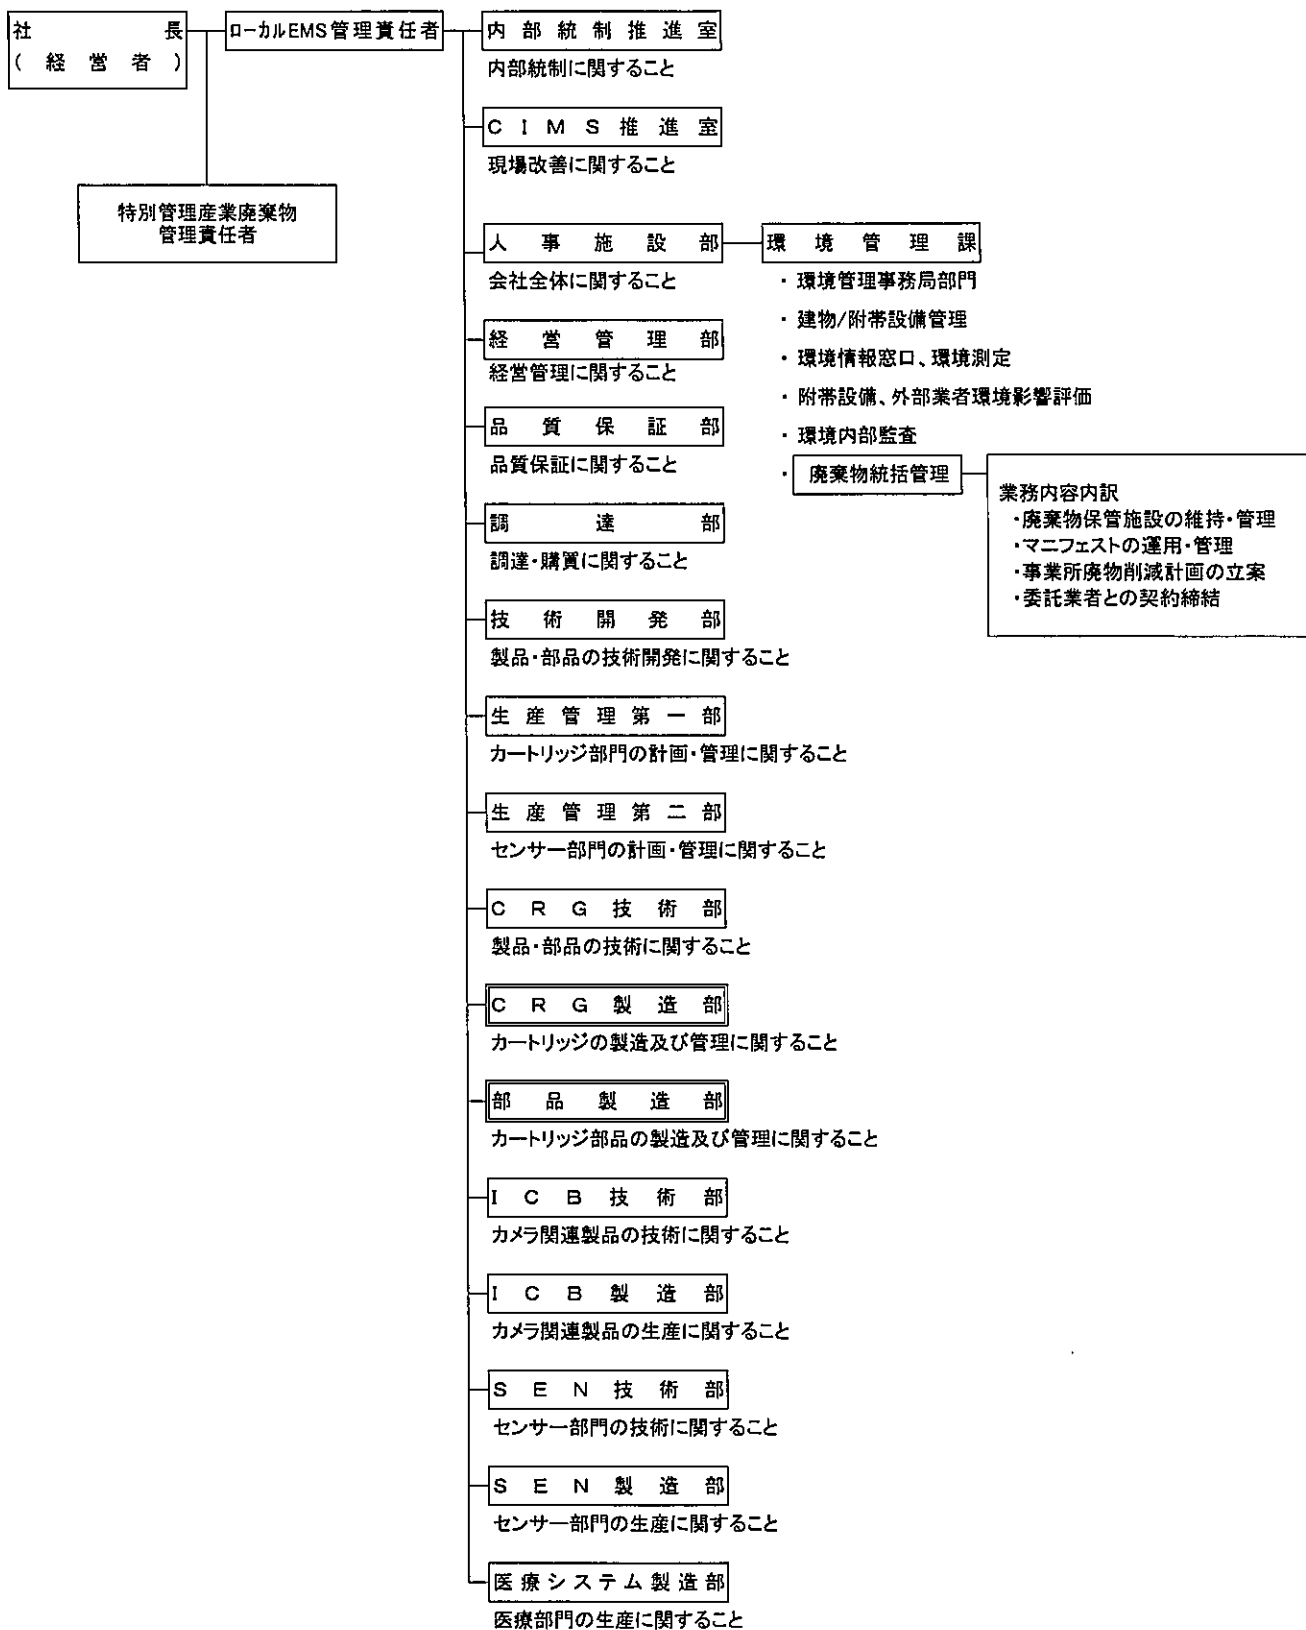 社長
(経営者)
ローカルEMS管理責任者
特別管理産業廃棄物
管理責任者
内部統制推進室
内部統制に関すること
CIMS推進室
現場改善に関すること
人事施設部
会社全体に関すること
環境管理課
・環境管理事務局部門
・建物/附帯設備管理
・環境情報窓口、環境測定
・附帯設備、外部業者環境影響評価
・環境内部監査
・廃棄物統括管理
業務内容内訳
・廃棄物保管施設の維持・管理
・マニフェストの運用・管理
・事業所廃物削減計画の立案
・委託業者との契約締結
経営管理部
経営管理に関すること
品質保証部
品質保証に関すること
調達部
調達・購買に関すること
技術開発部
製品・部品の技術開発に関すること
生産管理第一部
カートリッジ部門の計画・管理に関すること
生産管理第二部
センサー部門の計画・管理に関すること
CRG技術部
製品・部品の技術に関すること
CRG製造部
カートリッジの製造及び管理に関すること
部品製造部
カートリッジ部品の製造及び管理に関すること
ICB技術部
カメラ関連製品の技術に関すること
ICB製造部
カメラ関連製品の生産に関すること
SEN技術部
センサー部門の技術に関すること
SEN製造部
センサー部門の生産に関すること
医療システム製造部
医療部門の生産に関すること